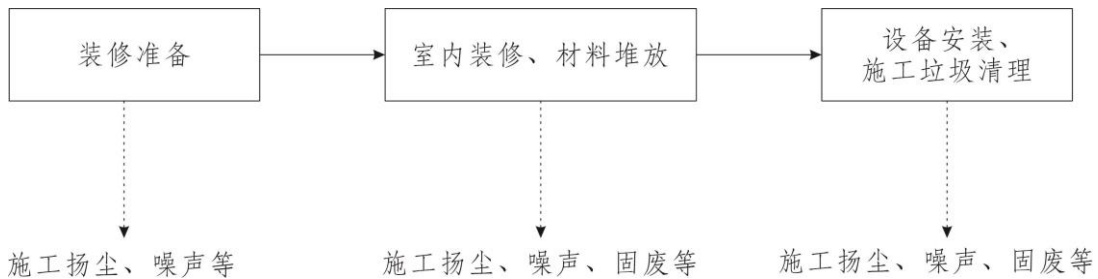 装修准备
室内装修、材料堆放
设备安装、
施工垃圾清理
施工扬尘、噪声等
施工扬尘、噪声、固废等
施工扬尘、噪声、固废等